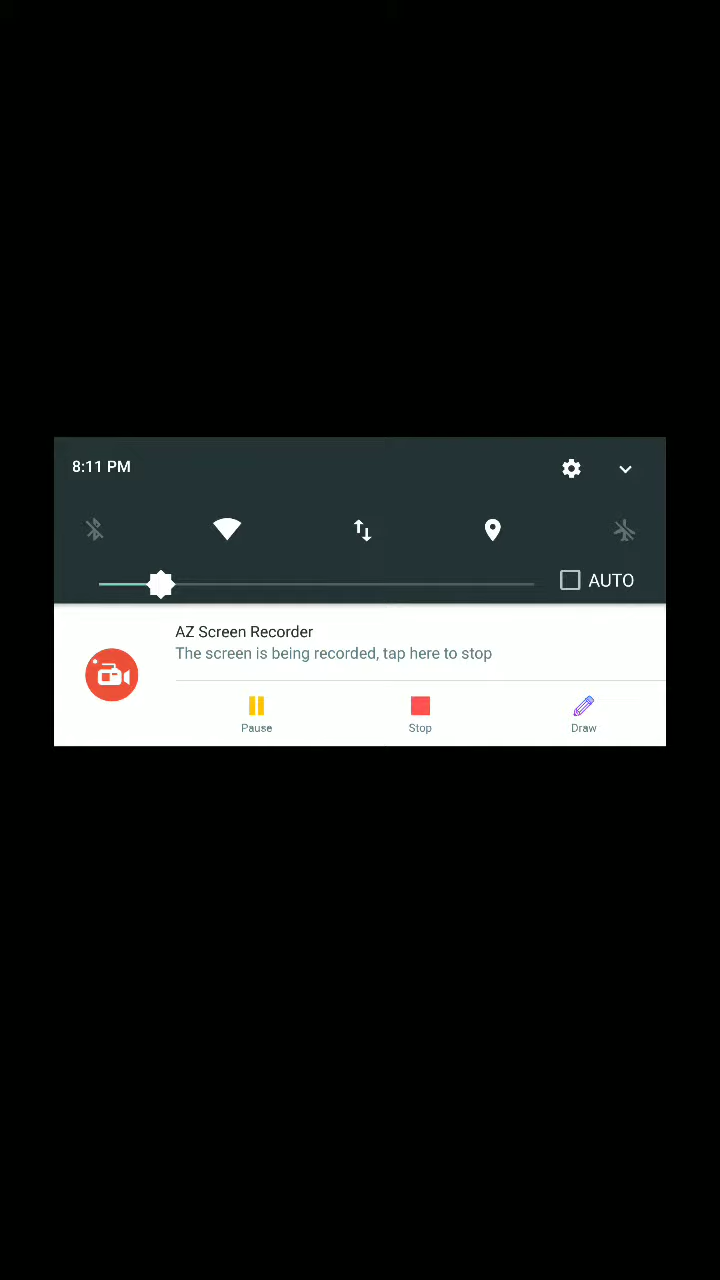 8:11 PM
AUTO
AZ Screen Recorder
The screen is being recorded, tap here to stop
Pause
Stop
Draw